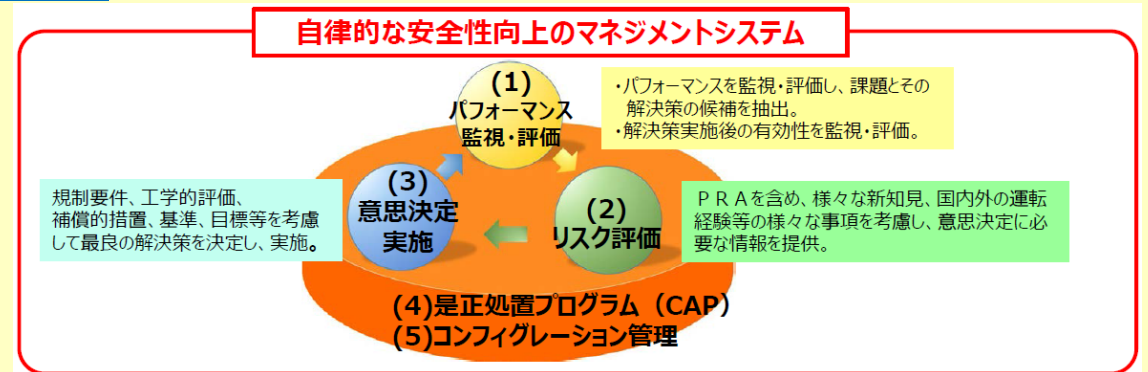 自律的な安全性向上のマネジメントシステム
(1)
パフォーマンス
監視・評価
・パフォーマンスを監視・評価し、課題とその
解決策の候補を抽出。
・解決策実施後の有効性を監視・評価。
(2)
リスク評価
ＰＲＡを含め、様々な新知見、国内外の運転
経験等の様々な事項を考慮し、意思決定に必
要な情報を提供。
(3)
意思決定
実施
規制要件、工学的評価、
補償的措置、基準、目標等を考慮
して最良の解決策を決定し、実施。
(4)是正処置プログラム（CAP）
(5)コンフィグレーション管理